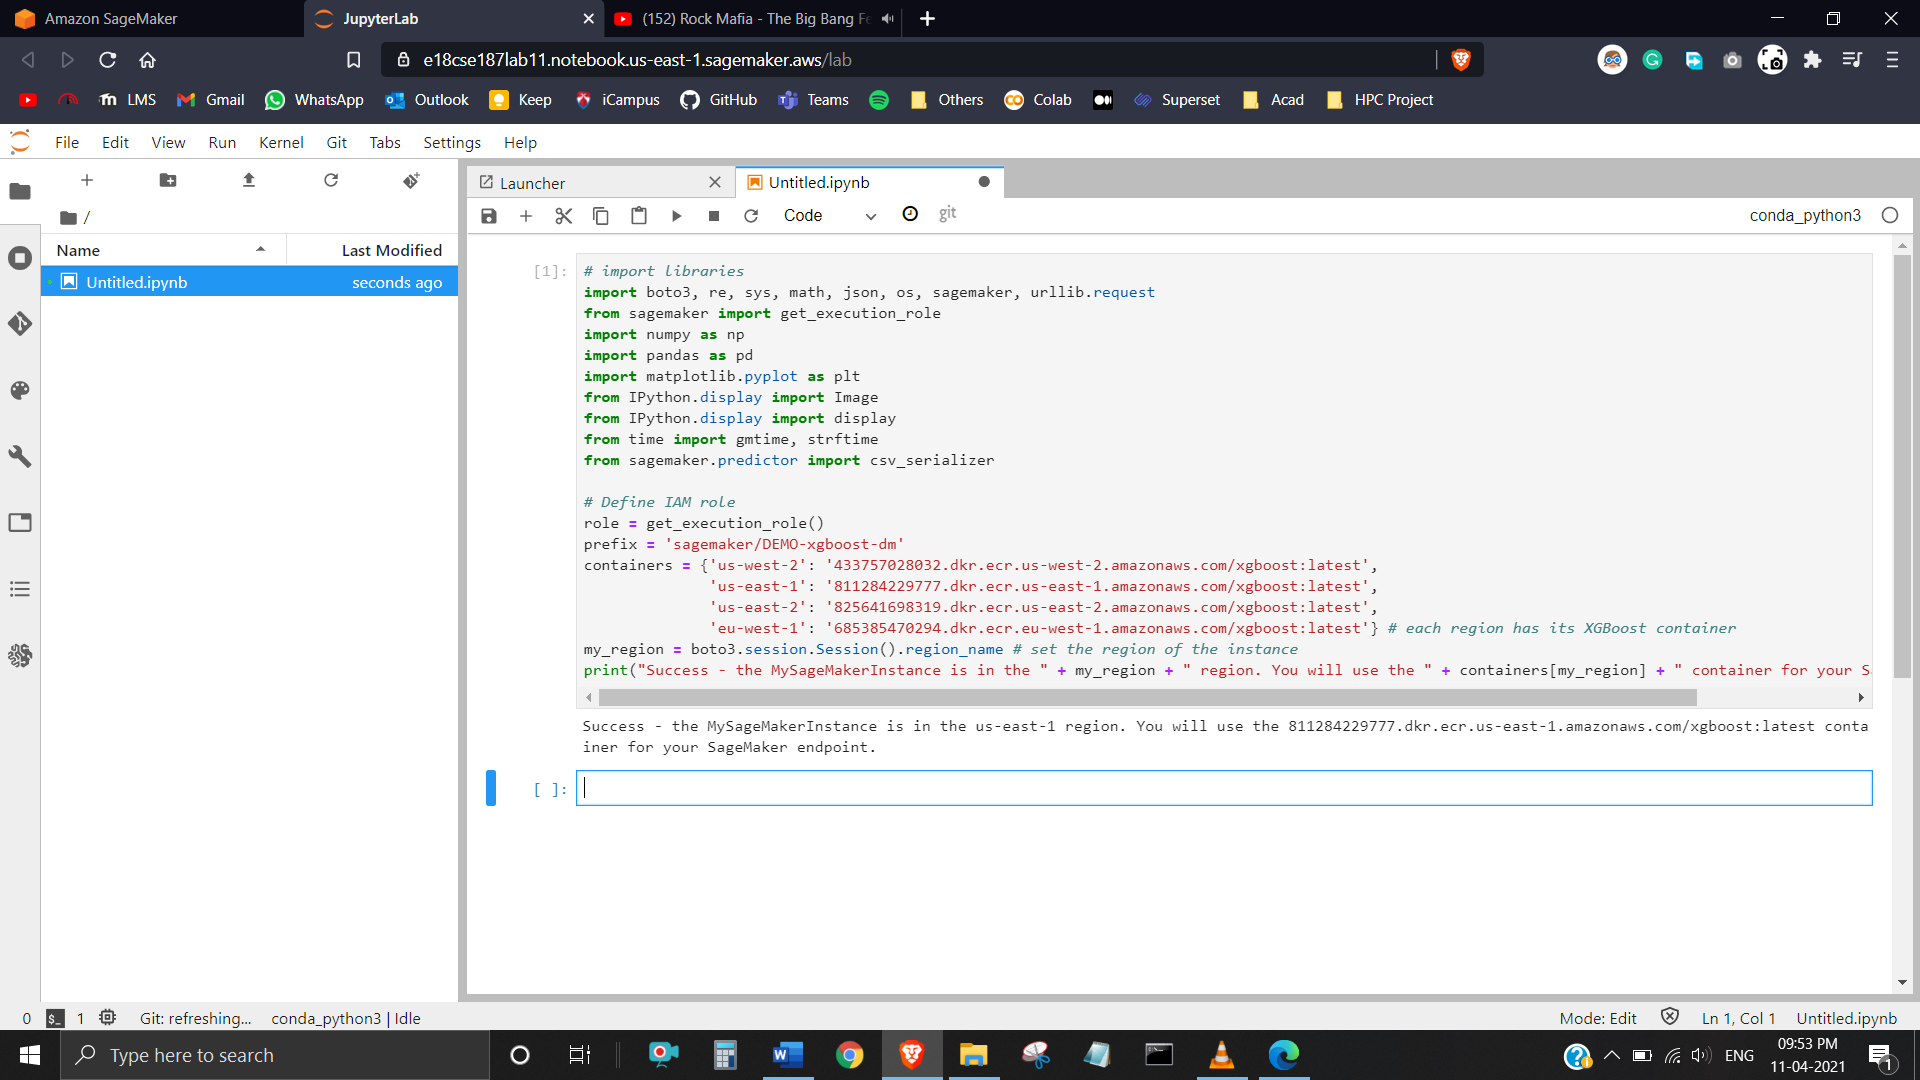 Amazon SageMaker
JupyterLab
(152) Rock Mafia - The Big Bang Fe
e18cse187lab11.notebook.us-east-1.sagemaker.aws/lab
LMS Gmail WhatsApp Outlook Keep iCampus GitHub Teams Others Colab Superset Acad HPC Project
File Edit View Run Kernel Git Tabs Settings Help
Launcher
Untitled.ipynb
Code
git
conda_python3
/
Name Last Modified
Untitled.ipynb seconds ago
[1]:
# import libraries
import boto3, re, sys, math, json, os, sagemaker, urllib.request
from sagemaker import get_execution_role
import numpy as np
import pandas as pd
import matplotlib.pyplot as plt
from IPython.display import Image
from IPython.display import display
from time import gmtime, strftime
from sagemaker.predictor import csv_serializer
# Define IAM role
role = get_execution_role()
prefix = 'sagemaker/DEMO-xgboost-dm'
containers = {'us-west-2': '433757028032.dkr.ecr.us-west-2.amazonaws.com/xgboost:latest',
'us-east-1': '811284229777.dkr.ecr.us-east-1.amazonaws.com/xgboost:latest',
'us-east-2': '825641698319.dkr.ecr.us-east-2.amazonaws.com/xgboost:latest',
'eu-west-1': '685385470294.dkr.ecr.eu-west-1.amazonaws.com/xgboost:latest'} # each region has its XGBoost container
my_region = boto3.session.Session().region_name # set the region of the instance
print("Success - the MySageMakerInstance is in the " + my_region + " region. You will use the " + containers[my_region] + " container for your S
Success - the MySageMakerInstance is in the us-east-1 region. You will use the 811284229777.dkr.ecr.us-east-1.amazonaws.com/xgboost:latest conta
iner for your SageMaker endpoint.
[ ]:
0 $_ 1 Git: refreshing... conda_python3 | Idle
Mode: Edit Ln 1, Col 1 Untitled.ipynb
Type here to search
ENG
09:53 PM
11-04-2021
1